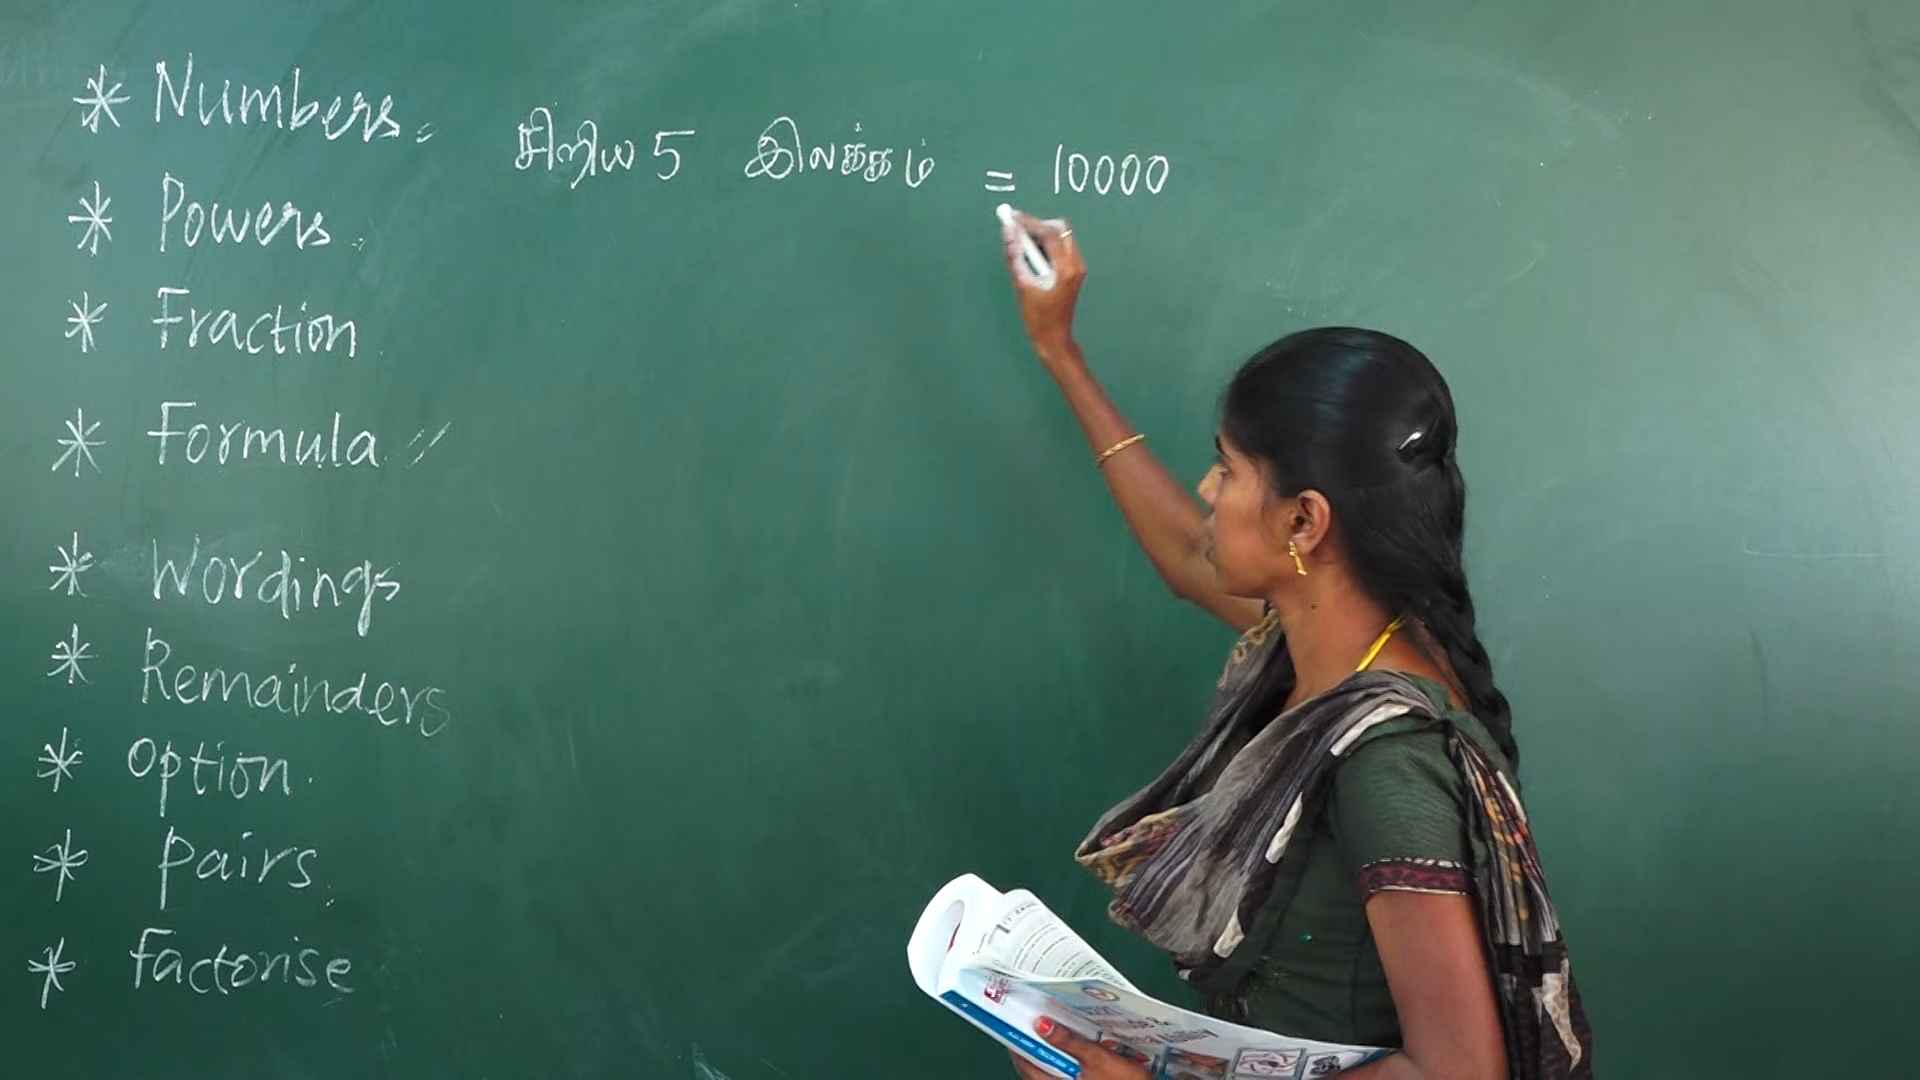 * Numbers.
சிறிய 5 இலக்கம் = 10000
* Powers
* Fraction
* Formula
* Wordings
* Remainders
* Option.
* Pairs
* Factorise